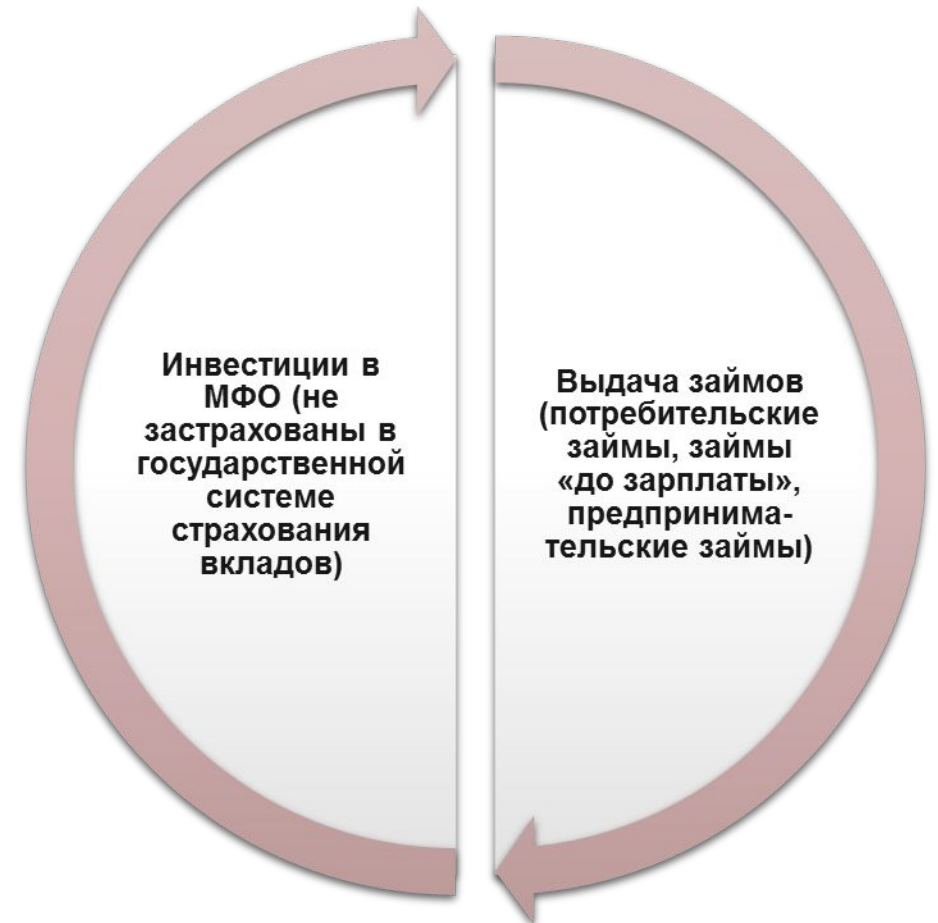 Инвестиции в
МФО (не
застрахованы в
государственной
системе
страхования
вкладов)
Выдача займов
(потребительские
займы, займы
«до зарплаты»,
предпринима-
тельские займы)